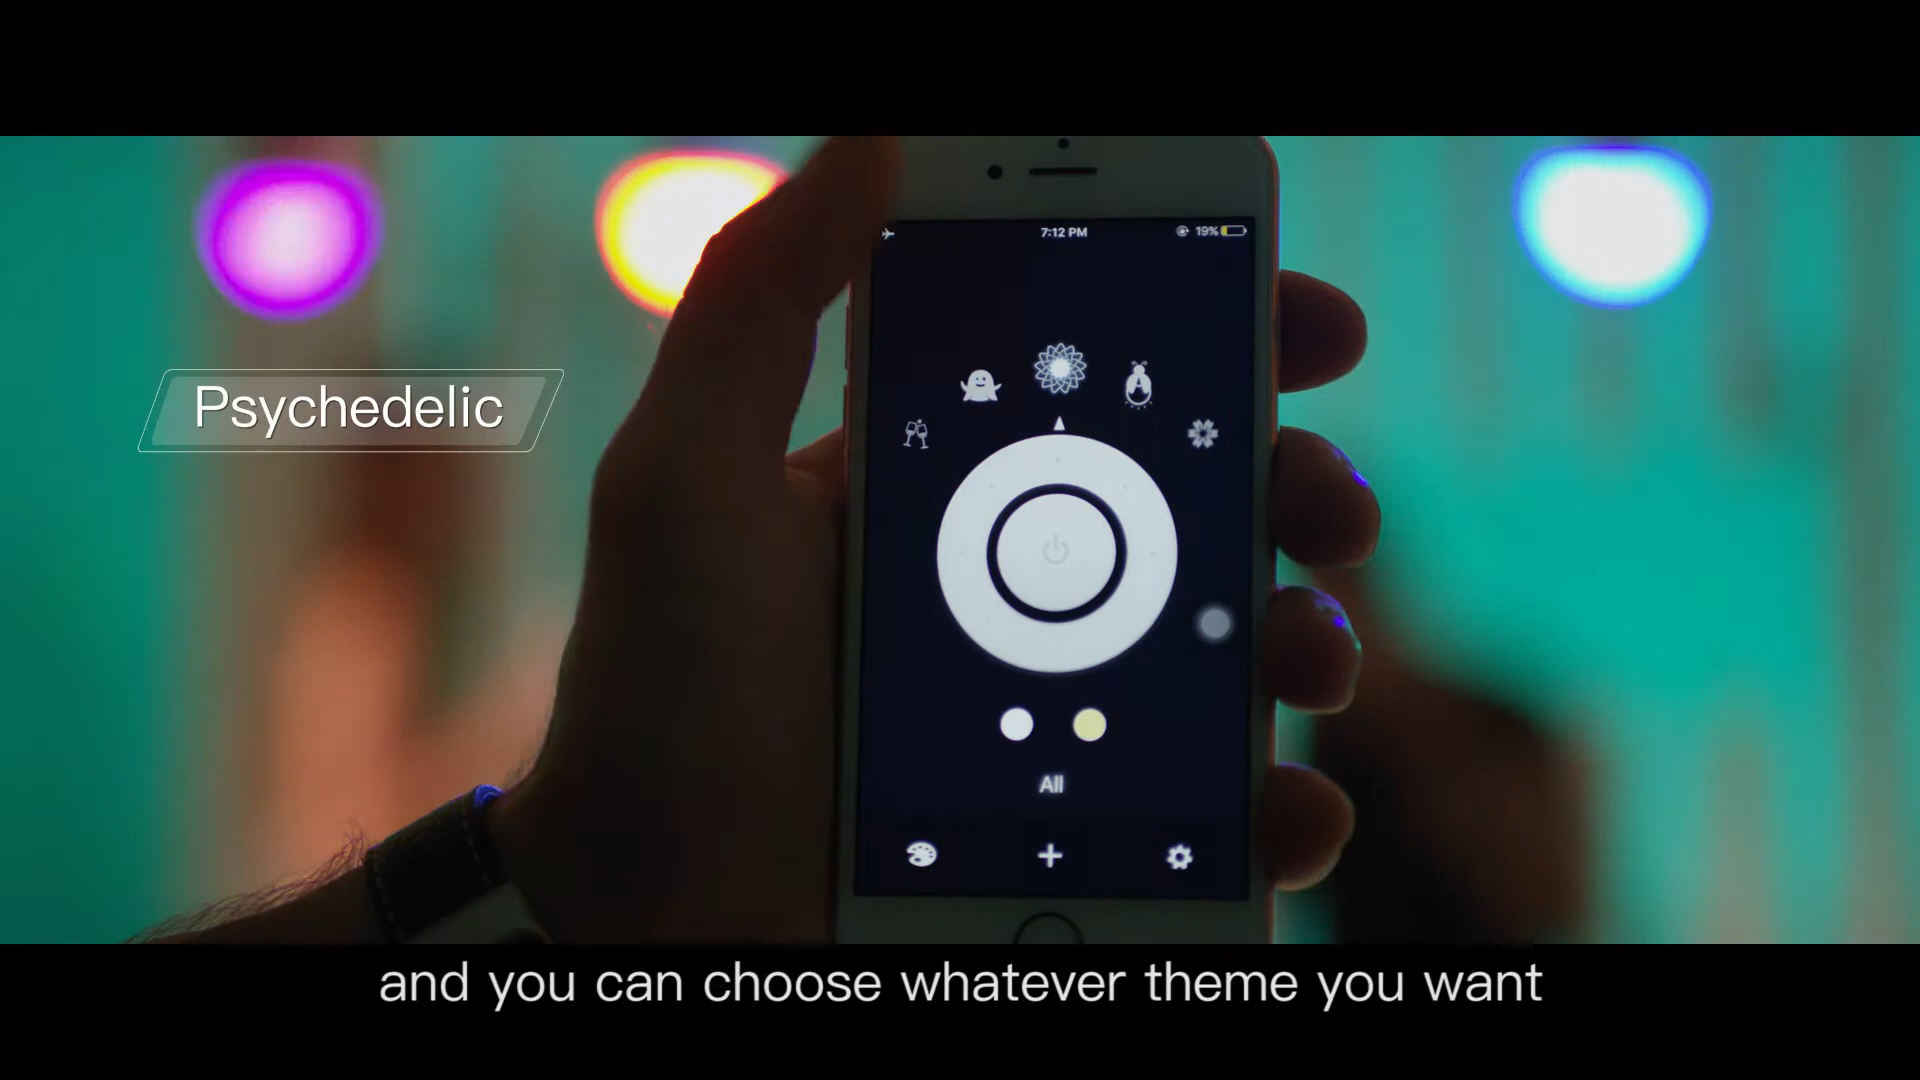 7:12 PM
19%
Psychedelic
All
and you can choose whatever theme you want